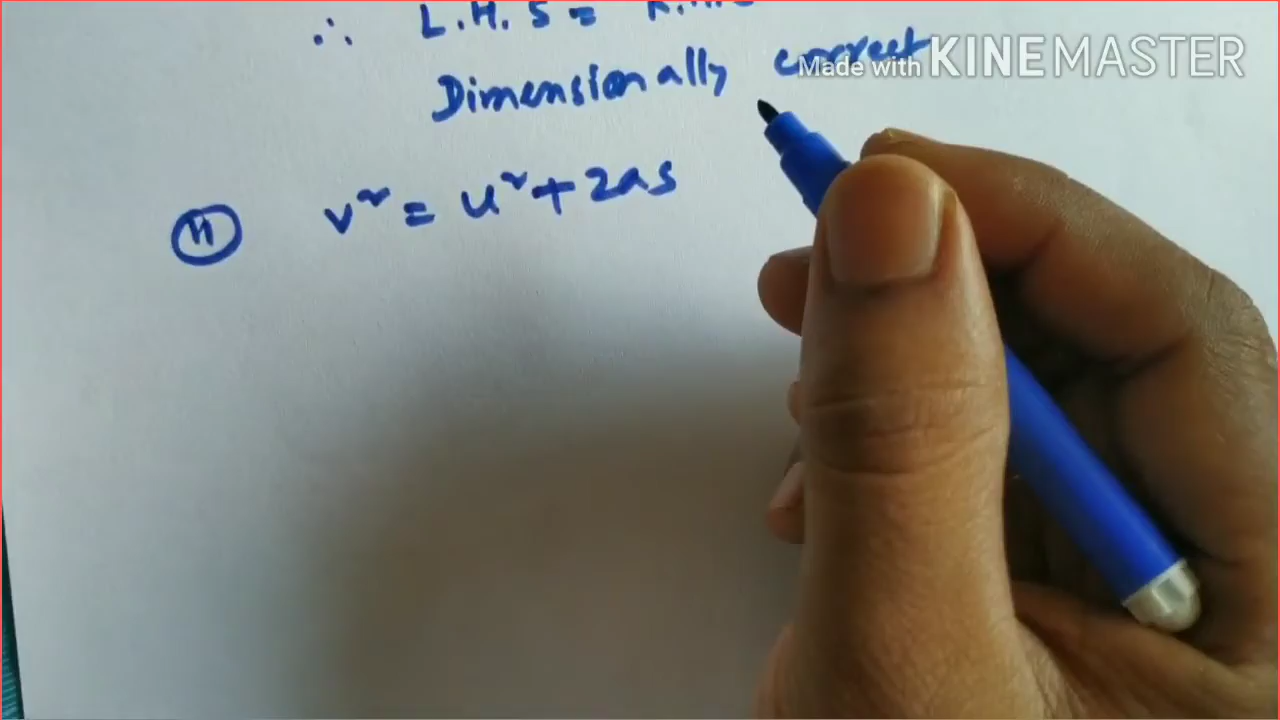 ∴ L.H.S = R.H.S
Dimensionally correct
Made with KINEMASTER
(ii) v² = u² + 2as